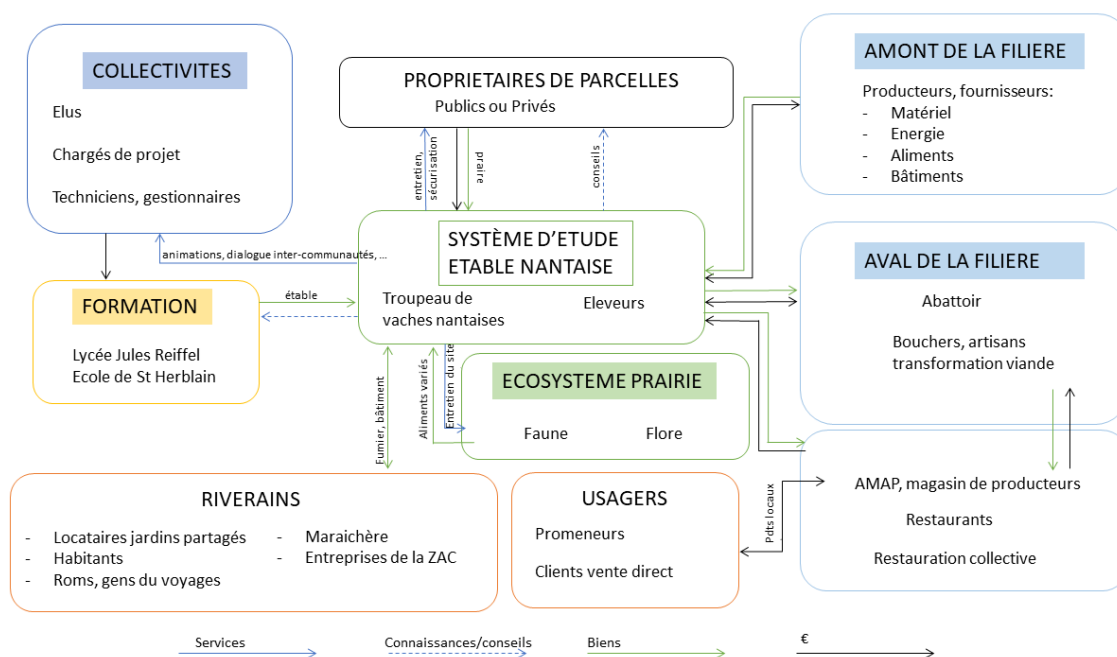 COLLECTIVITES
Elus
Chargés de projet
Techniciens, gestionnaires
PROPRIETAIRES DE PARCELLES
Publics ou Privés
AMONT DE LA FILIERE
Producteurs, fournisseurs:
- Matériel
- Energie
- Aliments
- Bâtiments
entretien,
sécurisation
praire
conseils
SYSTÈME D'ETUDE
ETABLE NANTAISE
Troupeau de
vaches nantaises
Eleveurs
animations, dialogue inter-communautés, ...
FORMATION
Lycée Jules Reiffel
Ecole de St Herblain
étable
AVAL DE LA FILIERE
Abattoir
Bouchers, artisans
transformation viande
Fumier, bâtiment
Aliments variés
Entretien du site
ECOSYSTEME PRAIRIE
Faune
Flore
RIVERAINS
- Locataires jardins partagés
- Habitants
- Roms, gens du voyages
- Maraichère
- Entreprises de la ZAC
USAGERS
Promeneurs
Clients vente direct
Pdts locaux
AMAP, magasin de producteurs
Restaurants
Restauration collective
Services
Connaissances/conseils
Biens
€